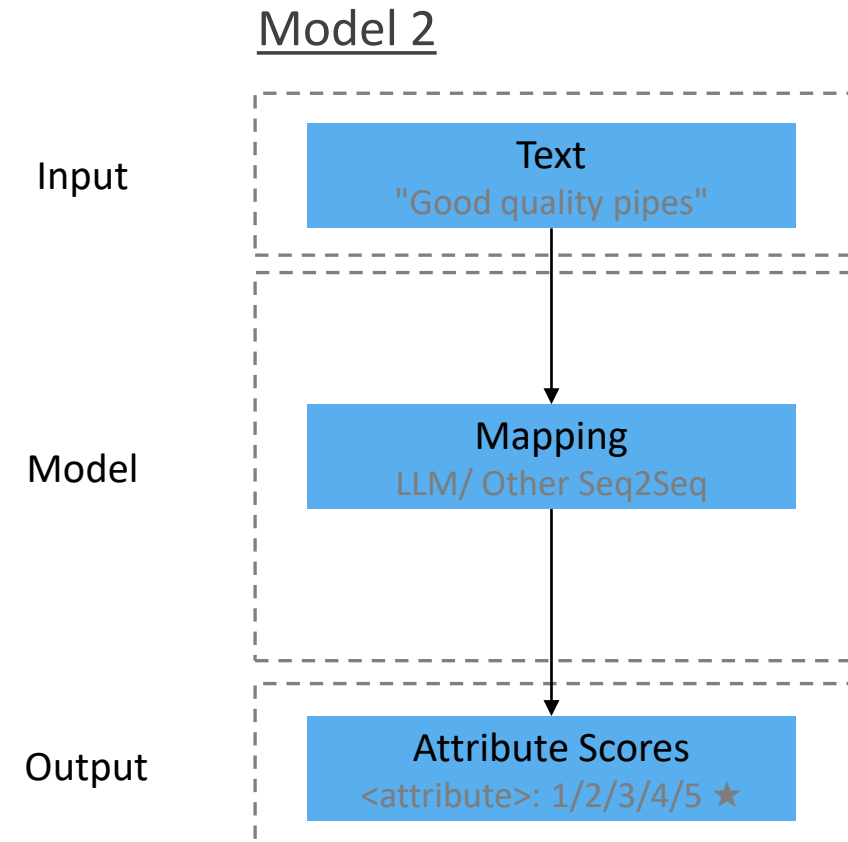 Model 2
Input
Text
"Good quality pipes"
Model
Mapping
LLM/ Other Seq2Seq
Output
Attribute Scores
<attribute>: 1/2/3/4/5 ★